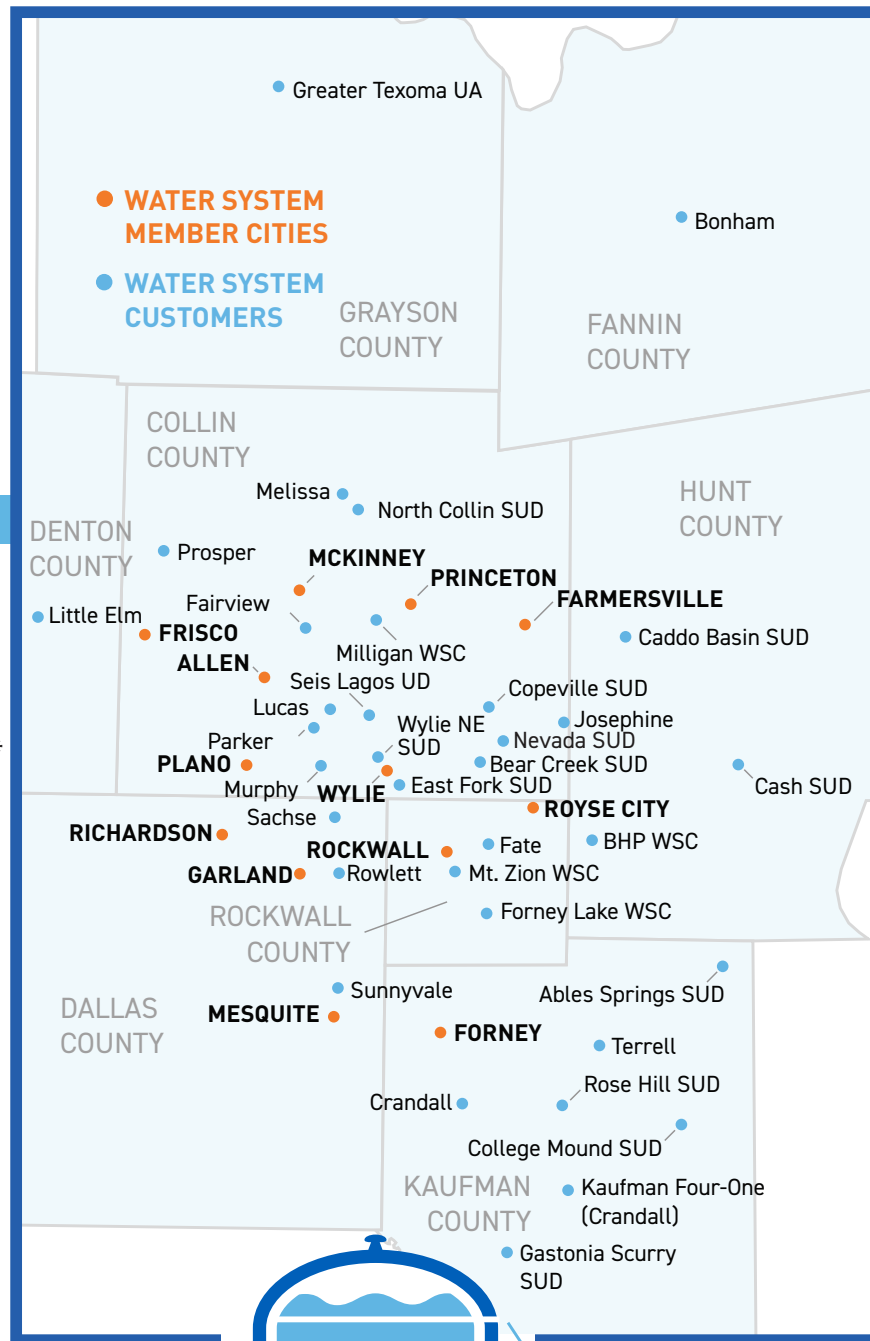 Greater Texoma UA
WATER SYSTEM
MEMBER CITIES
Bonham
WATER SYSTEM
CUSTOMERS
GRAYSON
COUNTY
FANNIN
COUNTY
COLLIN
COUNTY
Melissa
North Collin SUD
HUNT
COUNTY
DENTON
COUNTY
Prosper
MCKINNEY
PRINCETON
FARMERSVILLE
Fairview
Little Elm
FRISCO
Caddo Basin SUD
Milligan WSC
ALLEN
Seis Lagos UD
Copeville SUD
Lucas
Josephine
Wylie NE
SUD
Parker
Nevada SUD
PLANO
Bear Creek SUD
Cash SUD
Murphy
WYLIE
East Fork SUD
Sachse
ROYSE CITY
RICHARDSON
ROCKWALL
Fate
BHP WSC
GARLAND
Rowlett
Mt. Zion WSC
ROCKWALL
COUNTY
Forney Lake WSC
Sunnyvale
Ables Springs SUD
DALLAS
COUNTY
MESQUITE
FORNEY
Terrell
Crandall
Rose Hill SUD
College Mound SUD
KAUFMAN
COUNTY
Kaufman Four-One
(Crandall)
Gastonia Scurry
SUD